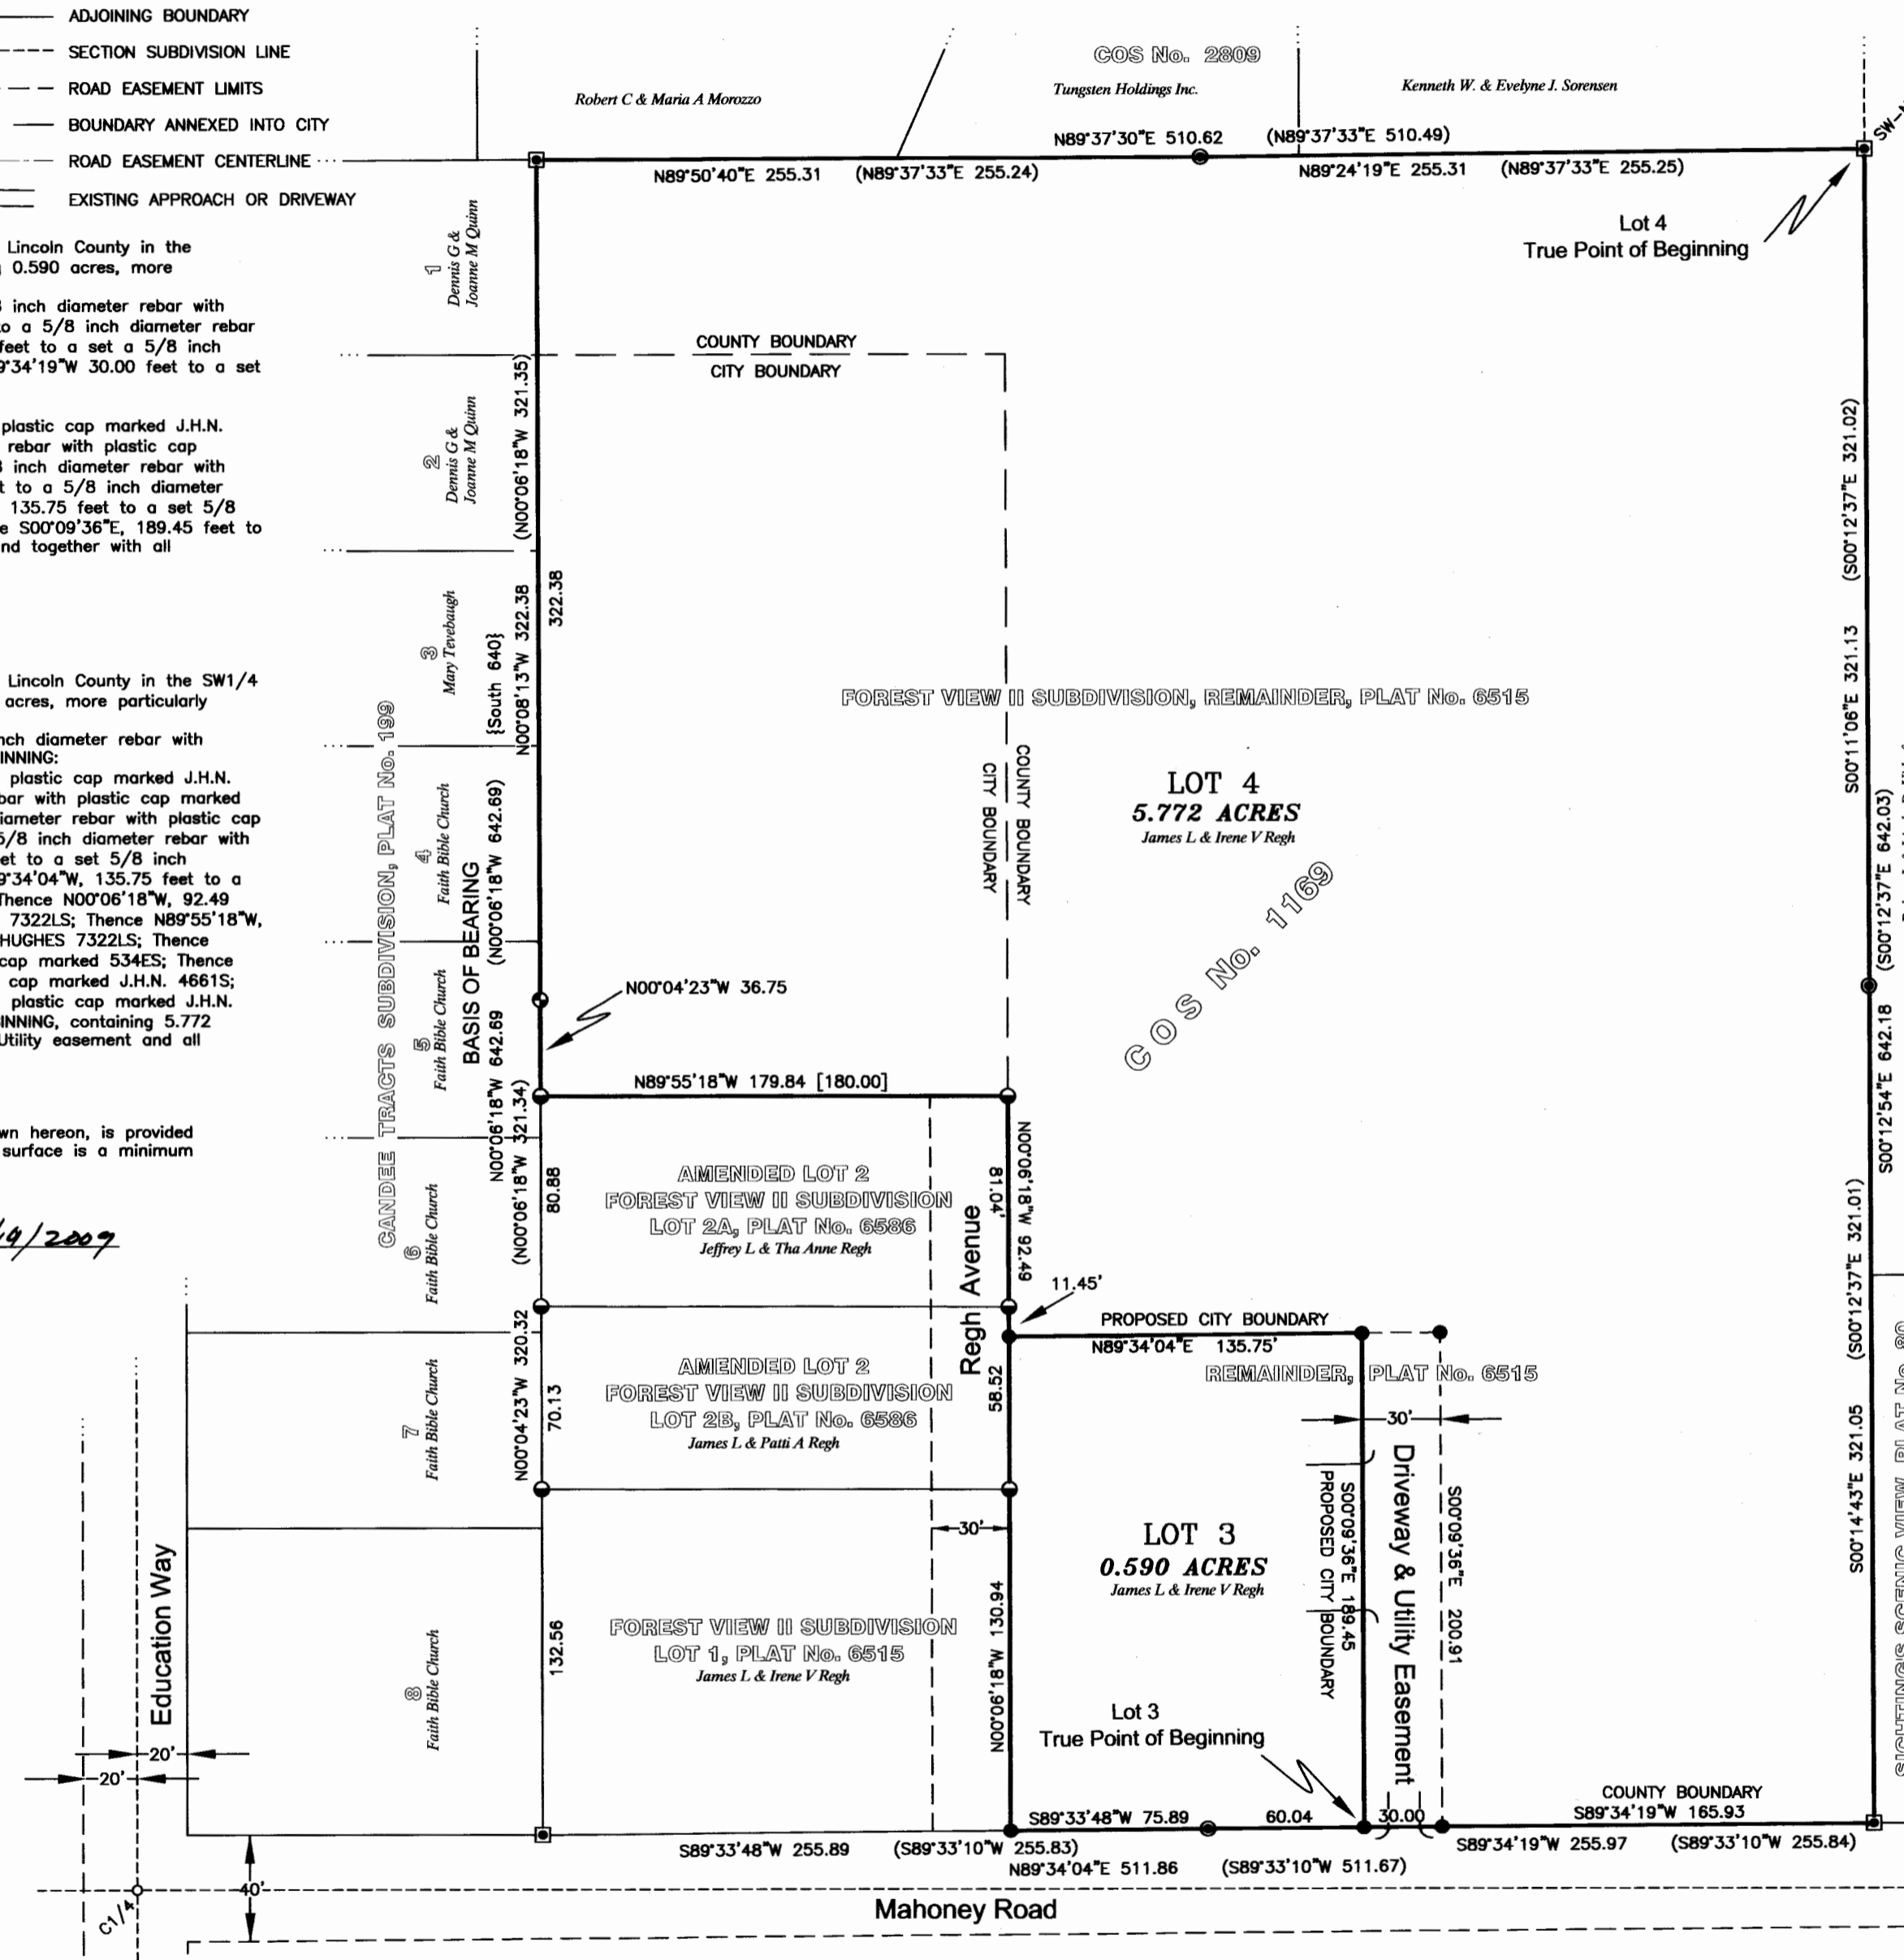 ADJOINING BOUNDARY
SECTION SUBDIVISION LINE
ROAD EASEMENT LIMITS
BOUNDARY ANNEXED INTO CITY
ROAD EASEMENT CENTERLINE
EXISTING APPROACH OR DRIVEWAY
Lincoln County in the
0.590 acres, more
inch diameter rebar with
to a 5/8 inch diameter rebar
feet to a set a 5/8 inch
9°34'19"W 30.00 feet to a set
plastic cap marked J.H.N.
rebar with plastic cap
inch diameter rebar with
t to a 5/8 inch diameter
135.75 feet to a set 5/8
e S00°09'36"E, 189.45 feet to
nd together with all
Lincoln County in the SW1/4
acres, more particularly
nch diameter rebar with
INNING:
plastic cap marked J.H.N.
bar with plastic cap marked
iameter rebar with plastic cap
5/8 inch diameter rebar with
et to a set 5/8 inch
9°34'04"W, 135.75 feet to a
Thence N00°06'18"W, 92.49
7322LS; Thence N89°55'18"W,
HUGHES 7322LS; Thence
cap marked 534ES; Thence
cap marked J.H.N. 4661S;
plastic cap marked J.H.N.
INNING, containing 5.772
Utility easement and all
wn hereon, is provided
surface is a minimum
19/2009
COS No. 2809
Robert C & Maria A Morozzo
Tungsten Holdings Inc.
Kenneth W. & Evelyne J. Sorensen
N89°37'30"E 510.62 (N89°37'33"E 510.49)
N89°50'40"E 255.31 (N89°37'33"E 255.24)
N89°24'19"E 255.31 (N89°37'33"E 255.25)
Lot 4
True Point of Beginning
1
Dennis G &
Joanne M Quinn
COUNTY BOUNDARY
CITY BOUNDARY
2
Dennis G &
Joanne M Quinn
(N00°06'18"W 321.35)
3
Mary Tevebaugh
{South 640}
N00°08'13"W 322.38
322.38
(S00°12'37"E 321.02)
S00°11'06"E 321.13
FOREST VIEW II SUBDIVISION, REMAINDER, PLAT No. 6515
CANDEE TRACTS SUBDIVISION, PLAT No. 199
COUNTY BOUNDARY
CITY BOUNDARY
LOT 4
5.772 ACRES
James L & Irene V Regh
COS No. 1169
4
Faith Bible Church
BASIS OF BEARING
N00°06'18"W 642.69 (N00°06'18"W 642.69)
5
Faith Bible Church
N00°04'23"W 36.75
S00°12'54"E 642.18 (S00°12'37"E 642.03)
N89°55'18"W 179.84 [180.00]
(N00°06'18"W 321.34)
6
Faith Bible Church
80.88
AMENDED LOT 2
FOREST VIEW II SUBDIVISION
LOT 2A, PLAT No. 6586
Jeffrey L & Tha Anne Regh
81.04'
N00°06'18"W 92.49
Regh Avenue
11.45'
PROPOSED CITY BOUNDARY
N89°34'04"E 135.75'
REMAINDER, PLAT No. 6515
(S00°12'37"E 321.01)
S00°14'43"E 321.05
7
Faith Bible Church
N00°04'23"W 320.32
70.13
AMENDED LOT 2
FOREST VIEW II SUBDIVISION
LOT 2B, PLAT No. 6586
James L & Patti A Regh
58.52
30'
30'
LOT 3
0.590 ACRES
James L & Irene V Regh
S00°09'36"E 189.45
PROPOSED CITY BOUNDARY
Driveway & Utility Easement
S00°09'36"E 200.91
SIGHTINGS SCENIC VIEW, PLAT No. 80
Education Way
8
Faith Bible Church
132.56
FOREST VIEW II SUBDIVISION
LOT 1, PLAT No. 6515
James L & Irene V Regh
N00°06'18"W 130.94
Lot 3
True Point of Beginning
20'
20'
COUNTY BOUNDARY
S89°34'19"W 165.93
S89°33'48"W 75.89
60.04
30.00
S89°33'48"W 255.89 (S89°33'10"W 255.83)
S89°34'19"W 255.97 (S89°33'10"W 255.84)
N89°34'04"E 511.86 (S89°33'10"W 511.67)
40'
C1/4
Mahoney Road